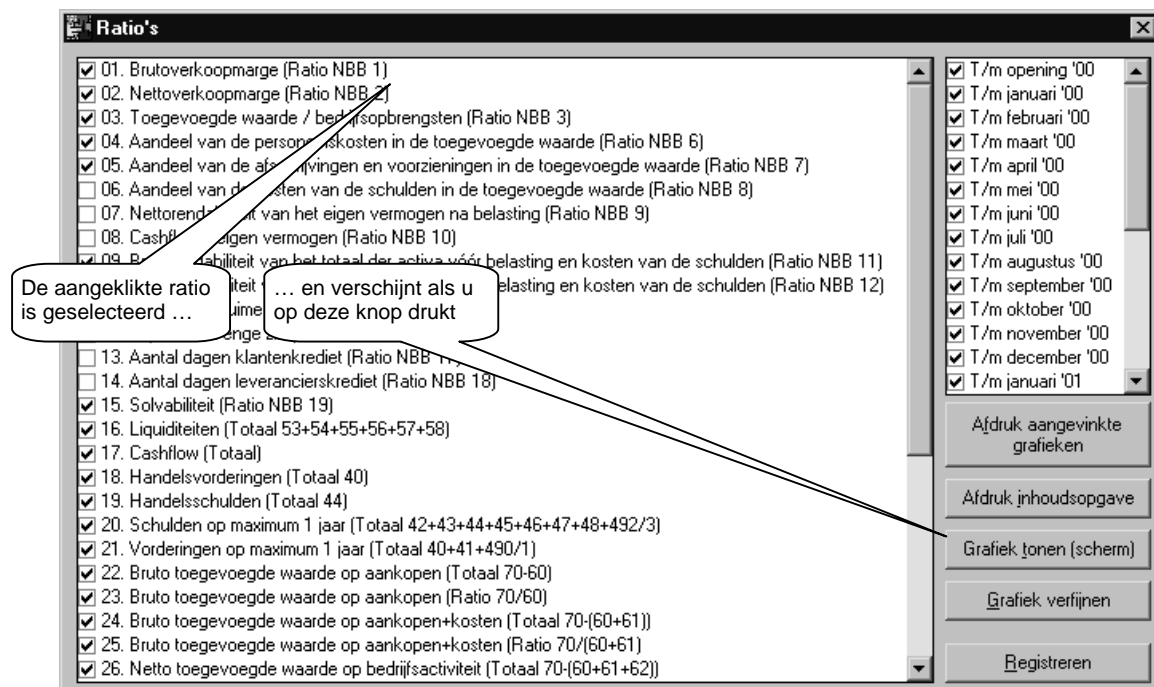 Ratio's
01. Brutoverkoopmarge (Ratio NBB 1)
02. Nettoverkoopmarge (Ratio NBB 2)
03. Toegevoegde waarde / bedrijfsopbrengsten (Ratio NBB 3)
04. Aandeel van de personeelskosten in de toegevoegde waarde (Ratio NBB 6)
05. Aandeel van de afschrijvingen en voorzieningen in de toegevoegde waarde (Ratio NBB 7)
06. Aandeel van de kosten van de schulden in de toegevoegde waarde (Ratio NBB 8)
07. Nettorendabiliteit van het eigen vermogen na belasting (Ratio NBB 9)
08. Cashflow / eigen vermogen (Ratio NBB 10)
09. van het totaal der activa vóór belasting en kosten van de schulden (Ratio NBB 11)
belasting en kosten van de schulden (Ratio NBB 12)
De aangeklikte ratio
is geselecteerd …
… en verschijnt als u
op deze knop drukt
13. Aantal dagen klantenkrediet (Ratio NBB 17)
14. Aantal dagen leverancierskrediet (Ratio NBB 18)
15. Solvabiliteit (Ratio NBB 19)
16. Liquiditeiten (Totaal 53+54+55+56+57+58)
17. Cashflow (Totaal)
18. Handelsvorderingen (Totaal 40)
19. Handelsschulden (Totaal 44)
20. Schulden op maximum 1 jaar (Totaal 42+43+44+45+46+47+48+492/3)
21. Vorderingen op maximum 1 jaar (Totaal 40+41+490/1)
22. Bruto toegevoegde waarde op aankopen (Totaal 70-60)
23. Bruto toegevoegde waarde op aankopen (Ratio 70/60)
24. Bruto toegevoegde waarde op aankopen+kosten (Totaal 70-(60+61))
25. Bruto toegevoegde waarde op aankopen+kosten (Ratio 70/(60+61)
26. Netto toegevoegde waarde op bedrijfsactiviteit (Totaal 70-(60+61+62))
T/m opening '00
T/m januari '00
T/m februari '00
T/m maart '00
T/m april '00
T/m mei '00
T/m juni '00
T/m juli '00
T/m augustus '00
T/m september '00
T/m oktober '00
T/m november '00
T/m december '00
T/m januari '01
Afdruk aangevinkte
grafieken
Afdruk inhoudsopgave
Grafiek tonen (scherm)
Grafiek verfijnen
Registreren